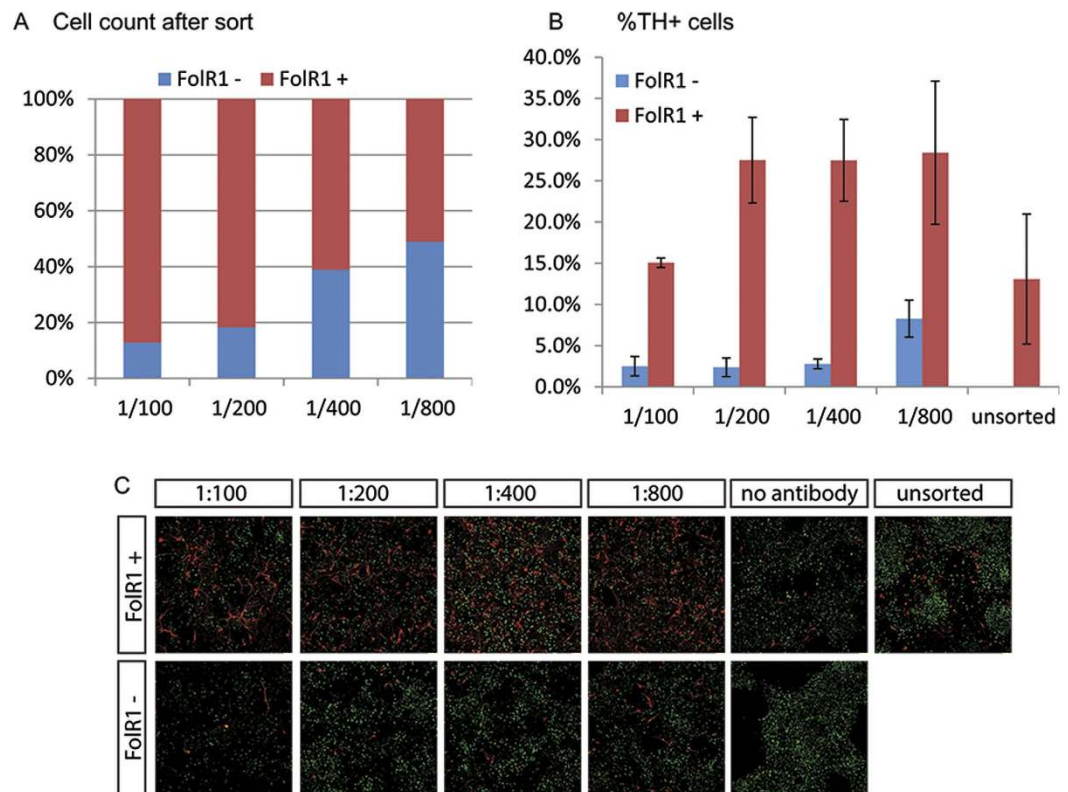 A Cell count after sort
FolR1 - FolR1 +
100%
80%
60%
40%
20%
0%
1/100 1/200 1/400 1/800
B %TH+ cells
40.0%
35.0%
30.0%
25.0%
20.0%
15.0%
10.0%
5.0%
0.0%
FolR1 -
FolR1 +
1/100 1/200 1/400 1/800 unsorted
C 1:100 1:200 1:400 1:800 no antibody unsorted
FolR1 +
FolR1 -